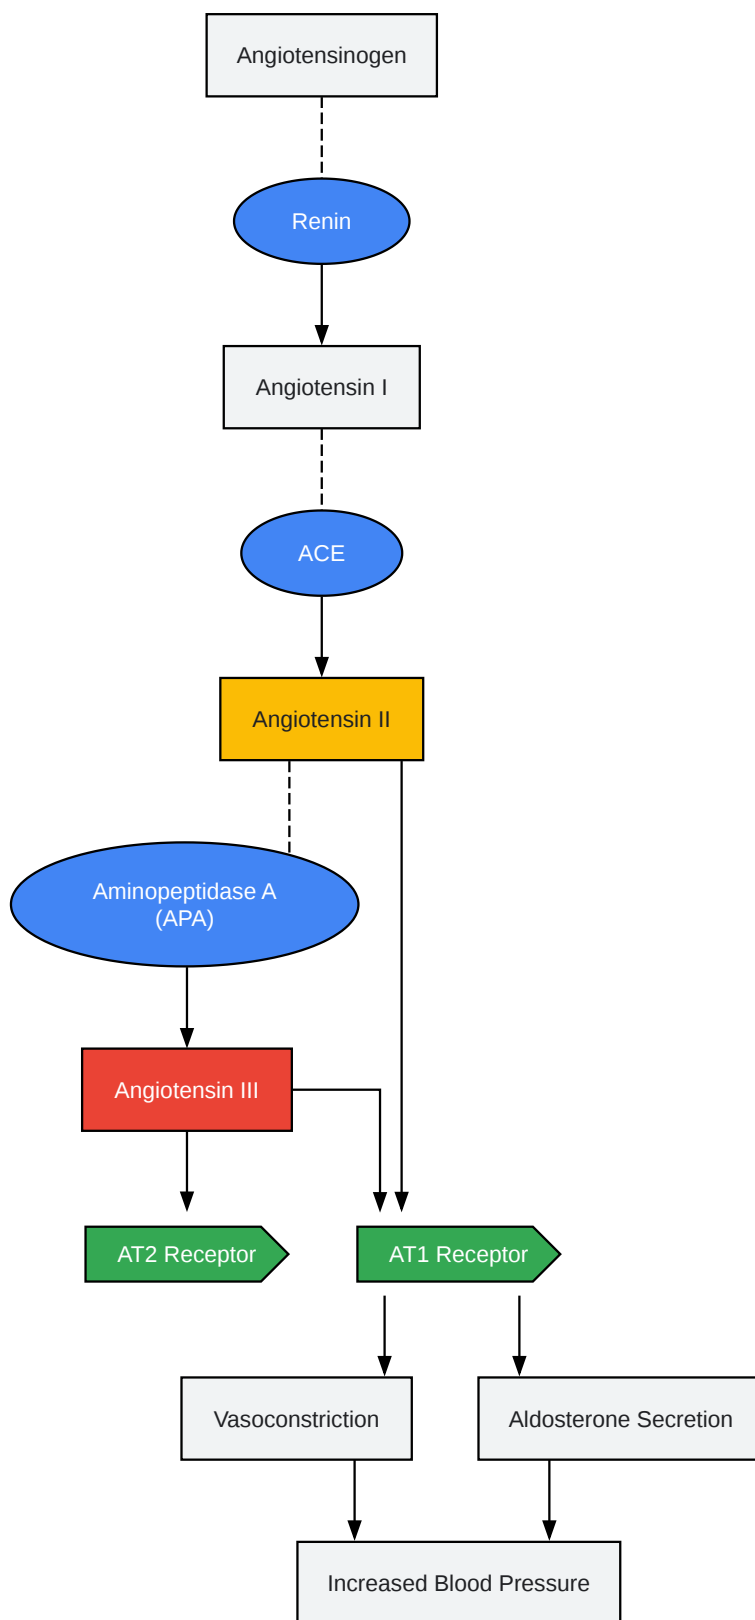 Angiotensinogen
Renin
Angiotensin I
ACE
Angiotensin II
Aminopeptidase A
(APA)
Angiotensin III
AT2 Receptor
AT1 Receptor
Vasoconstriction
Aldosterone Secretion
Increased Blood Pressure